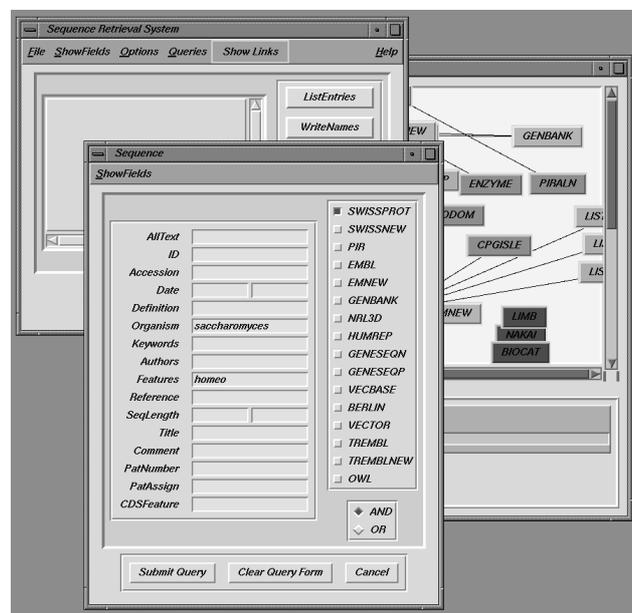 Sequence Retrieval System
File ShowFields Options Queries Show Links Help
ListEntries
WriteNames
GENBANK
ENZYME
PIRALN
CPGISLE
LIMB
NAKAI
BIOCAT
Sequence
ShowFields
AllText
ID
Accession
Date
Definition
Organism saccharomyces
Keywords
Authors
Features homeo
Reference
SeqLength
Title
Comment
PatNumber
PatAssign
CDSFeature
SWISSPROT
SWISSNEW
PIR
EMBL
EMNEW
GENBANK
NRL3D
HUMREP
GENESEQN
GENESEQP
VECBASE
BERLIN
VECTOR
TREMBL
TREMBLNEW
OWL
AND
OR
Submit Query Clear Query Form Cancel